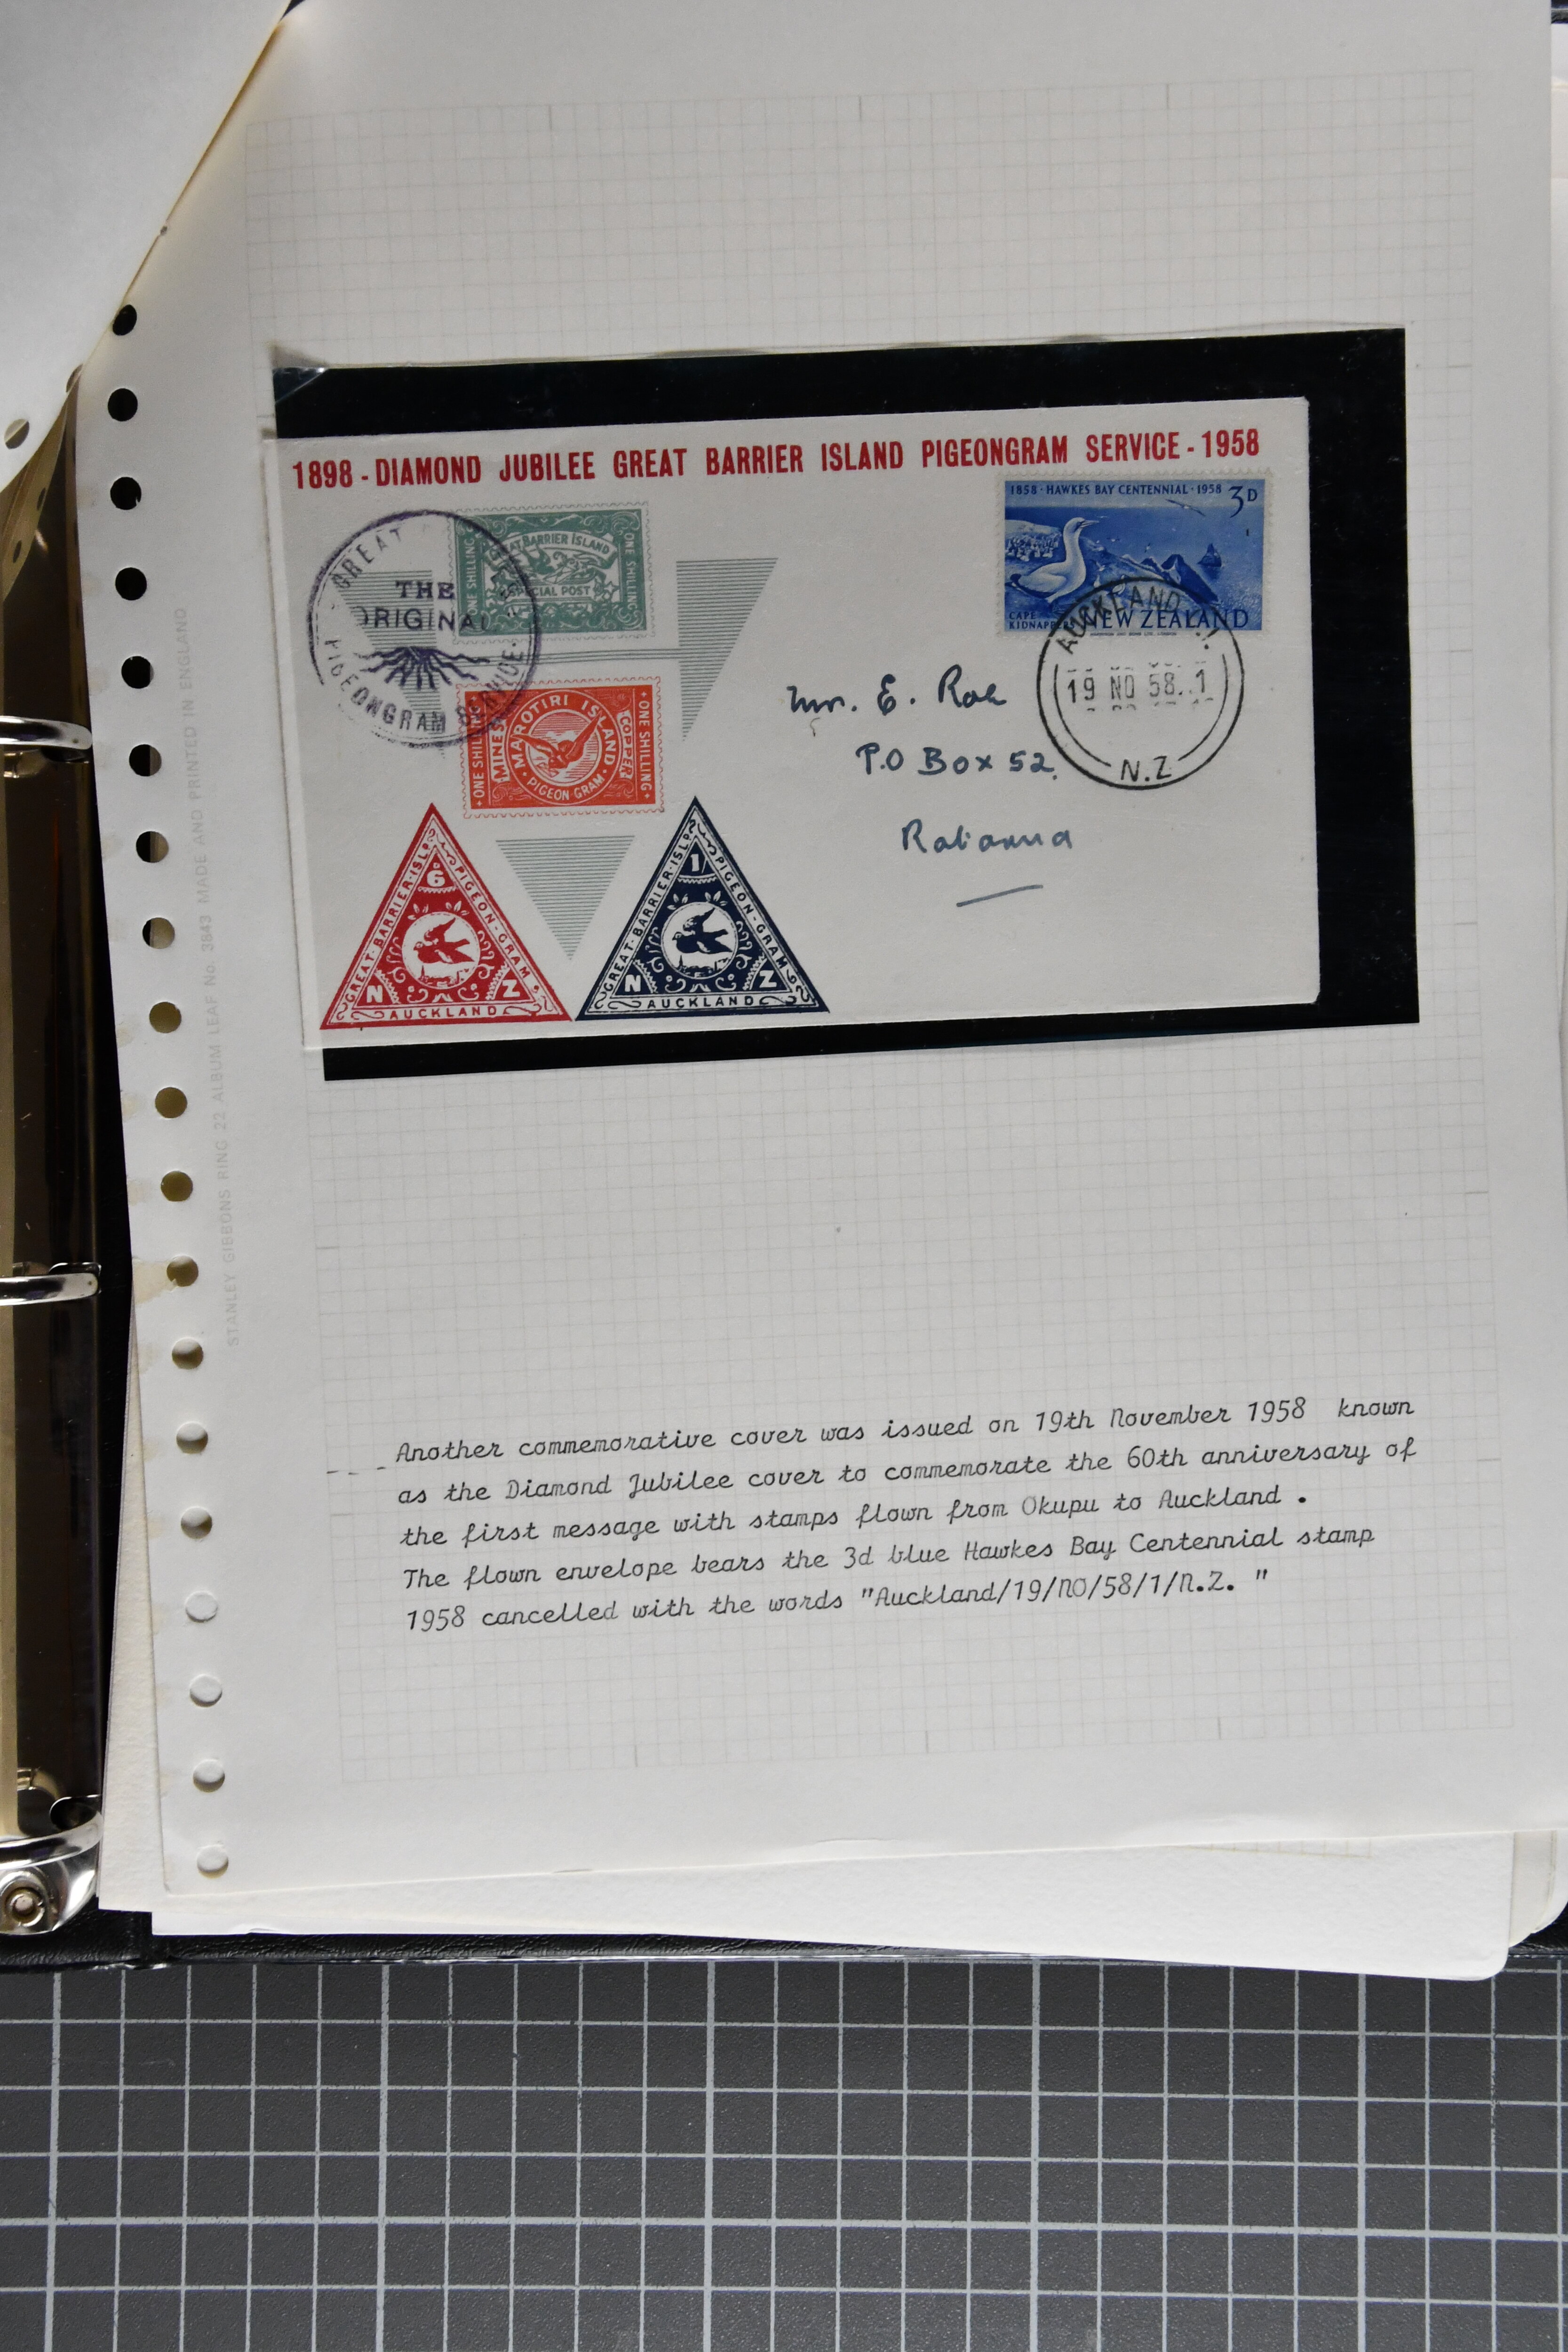 1898 - DIAMOND JUBILEE GREAT BARRIER ISLAND PIGEONGRAM SERVICE - 1958
GREAT
THE
ORIGINAL
PIGEONGRAM SERVICE
GREAT BARRIER ISLAND
SPECIAL POST
ONE SHILLING
ONE SHILLING
1858 · HAWKES BAY CENTENNIAL · 1958 3D
CAPE KIDNAPPERS
NEW ZEALAND
AUCKLAND
19 NO 58. 1
N.Z
MAROTIRI ISLAND
PIGEON-GRAM
MINES
COPPER
ONE SHILLING
ONE SHILLING
Mr. E. Rae
P.O Box 52.
6
GREAT·BARRIER·ISLD
PIGEON-GRAM
N Z
AUCKLAND
1
GREAT·BARRIER·ISLD
PIGEON-GRAM
N Z
AUCKLAND
STANLEY GIBBONS RING 22 ALBUM LEAF No. 3843 MADE AND PRINTED IN ENGLAND
Another commemorative cover was issued on 19th November 1958 known
as the Diamond Jubilee cover to commemorate the 60th anniversary of
the first message with stamps flown from Okupu to Auckland .
The flown envelope bears the 3d blue Hawkes Bay Centennial stamp
1958 cancelled with the words "Auckland/19/NO/58/1/N.Z. "